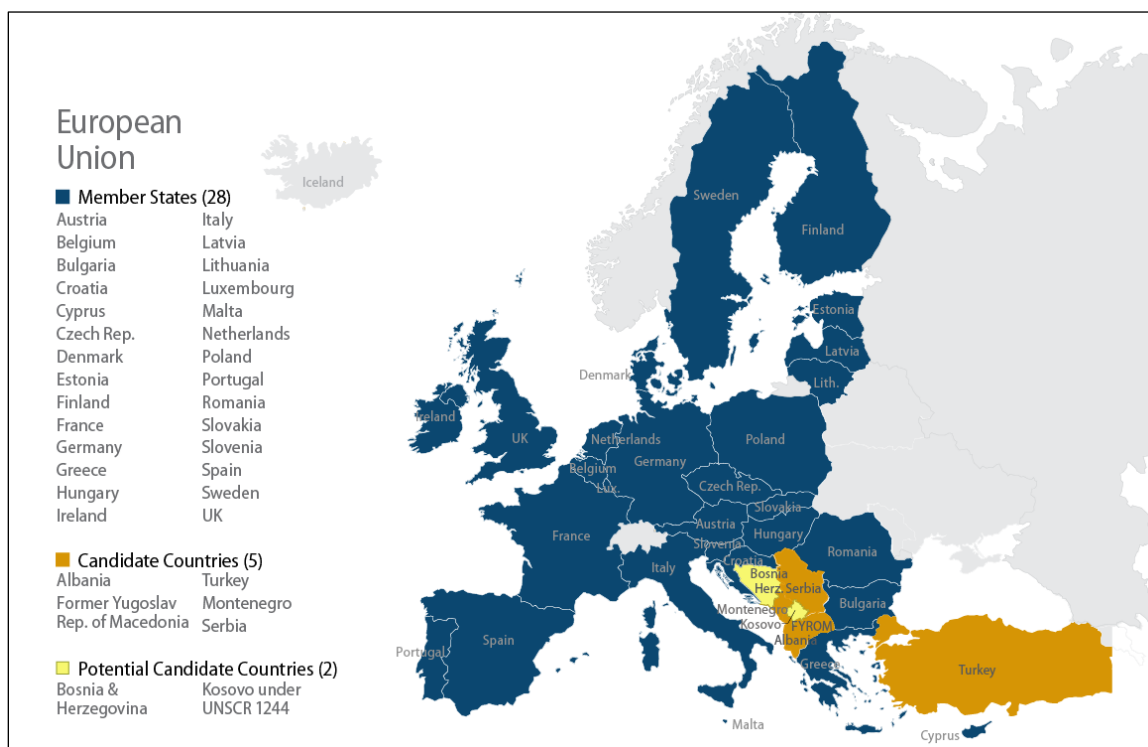 European
Union
Member States (28)
Austria
Belgium
Bulgaria
Croatia
Cyprus
Czech Rep.
Denmark
Estonia
Finland
France
Germany
Greece
Hungary
Ireland
Italy
Latvia
Lithuania
Luxembourg
Malta
Netherlands
Poland
Portugal
Romania
Slovakia
Slovenia
Spain
Sweden
UK
Candidate Countries (5)
Albania
Former Yugoslav
Rep. of Macedonia
Turkey
Montenegro
Serbia
Potential Candidate Countries (2)
Bosnia &
Herzegovina
Kosovo under
UNSCR 1244
Iceland
Sweden
Finland
Estonia
Latvia
Lith.
Denmark
Ireland
UK
Netherlands
Belgium
Lux.
Germany
Poland
Czech Rep.
Slovakia
Austria
Hungary
Slovenia
France
Italy
Croatia
Romania
Bosnia
Herz.
Serbia
Montenegro
Kosovo
Bulgaria
FYROM
Albania
Portugal
Spain
Greece
Turkey
Malta
Cyprus